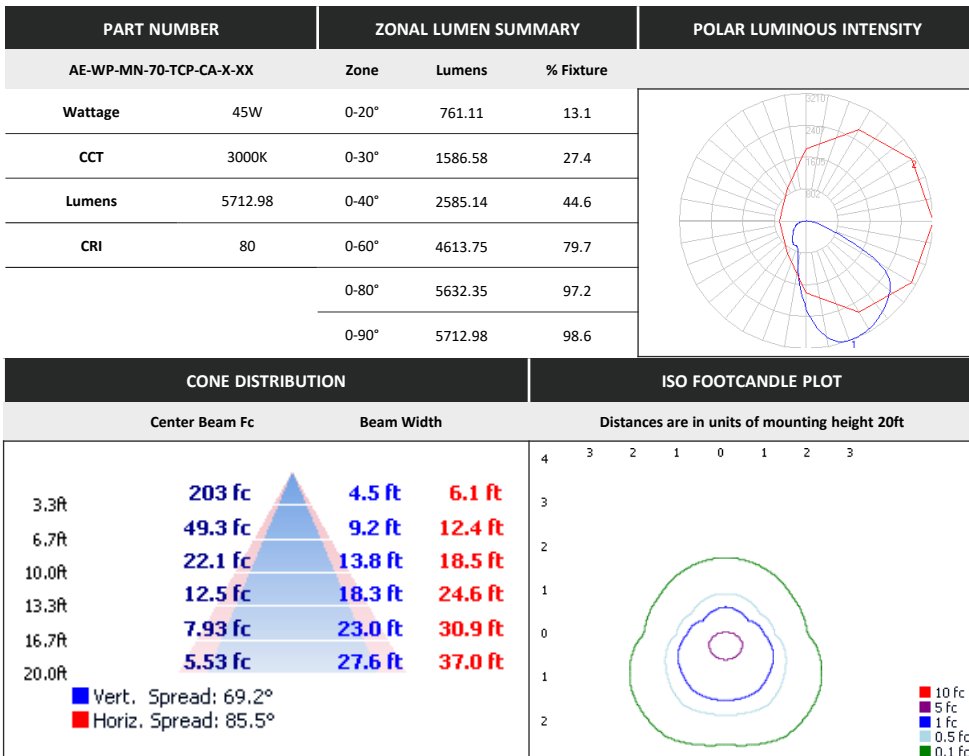 PART NUMBER
ZONAL LUMEN SUMMARY
POLAR LUMINOUS INTENSITY
AE-WP-MN-70-TCP-CA-X-XX
Zone Lumens % Fixture
Wattage 45W
0-20° 761.11 13.1
CCT 3000K
0-30° 1586.58 27.4
Lumens 5712.98
0-40° 2585.14 44.6
CRI 80
0-60° 4613.75 79.7
0-80° 5632.35 97.2
0-90° 5712.98 98.6
3210
2407
1605
802
2
1
CONE DISTRIBUTION
ISO FOOTCANDLE PLOT
Center Beam Fc Beam Width
Distances are in units of mounting height 20ft
3.3ft 203 fc 4.5 ft 6.1 ft
6.7ft 49.3 fc 9.2 ft 12.4 ft
10.0ft 22.1 fc 13.8 ft 18.5 ft
13.3ft 12.5 fc 18.3 ft 24.6 ft
16.7ft 7.93 fc 23.0 ft 30.9 ft
20.0ft 5.53 fc 27.6 ft 37.0 ft
Vert. Spread: 69.2°
Horiz. Spread: 85.5°
3 2 1 0 1 2 3
4
3
2
1
0
1
2
10 fc
5 fc
1 fc
0.5 fc
0.1 fc